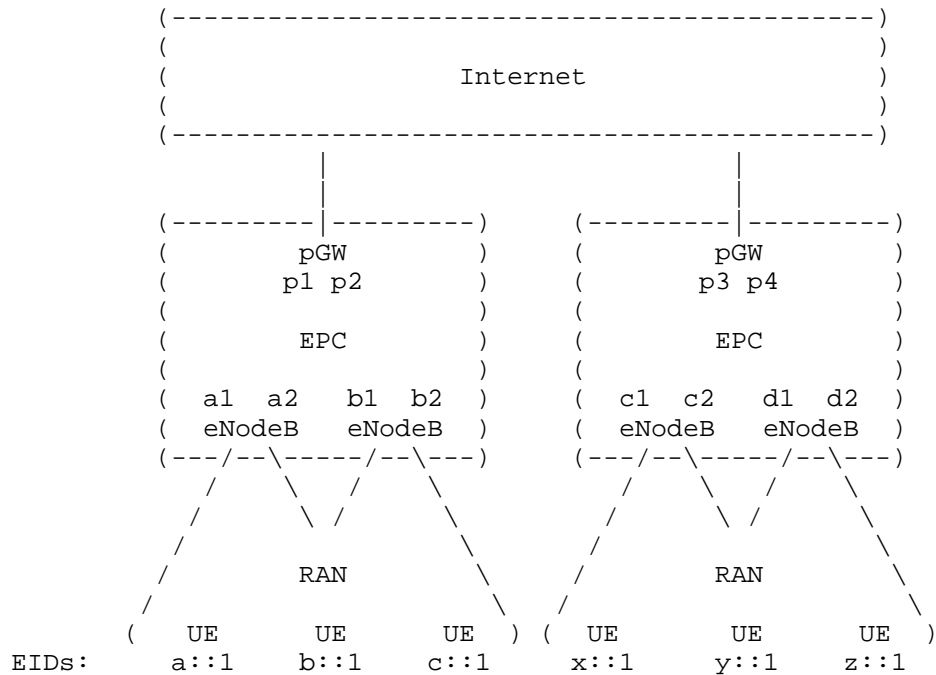 (---------------------------------------------)
(                                             )
(                  Internet                   )
(                                             )
(---------------------------------------------)
|                          |
|                          |
(---------|---------)      (---------|---------)
(        pGW        )      (        pGW        )
(       p1 p2       )      (       p3 p4       )
(                   )      (                   )
(        EPC        )      (        EPC        )
(                   )      (                   )
(  a1  a2   b1  b2  )      (  c1  c2   d1  d2  )
(  eNodeB   eNodeB  )      (  eNodeB   eNodeB  )
(---/--\-----/--\---)      (---/--\-----/--\---)
/    \   /    \            /    \   /    \
/      \ /      \          /      \ /      \
/                \         /                \
/        RAN        \      /        RAN        \
/                    \     /                    \
(   UE      UE      UE  ) (  UE       UE      UE  )
EIDs:     a::1    b::1    c::1     x::1     y::1    z::1